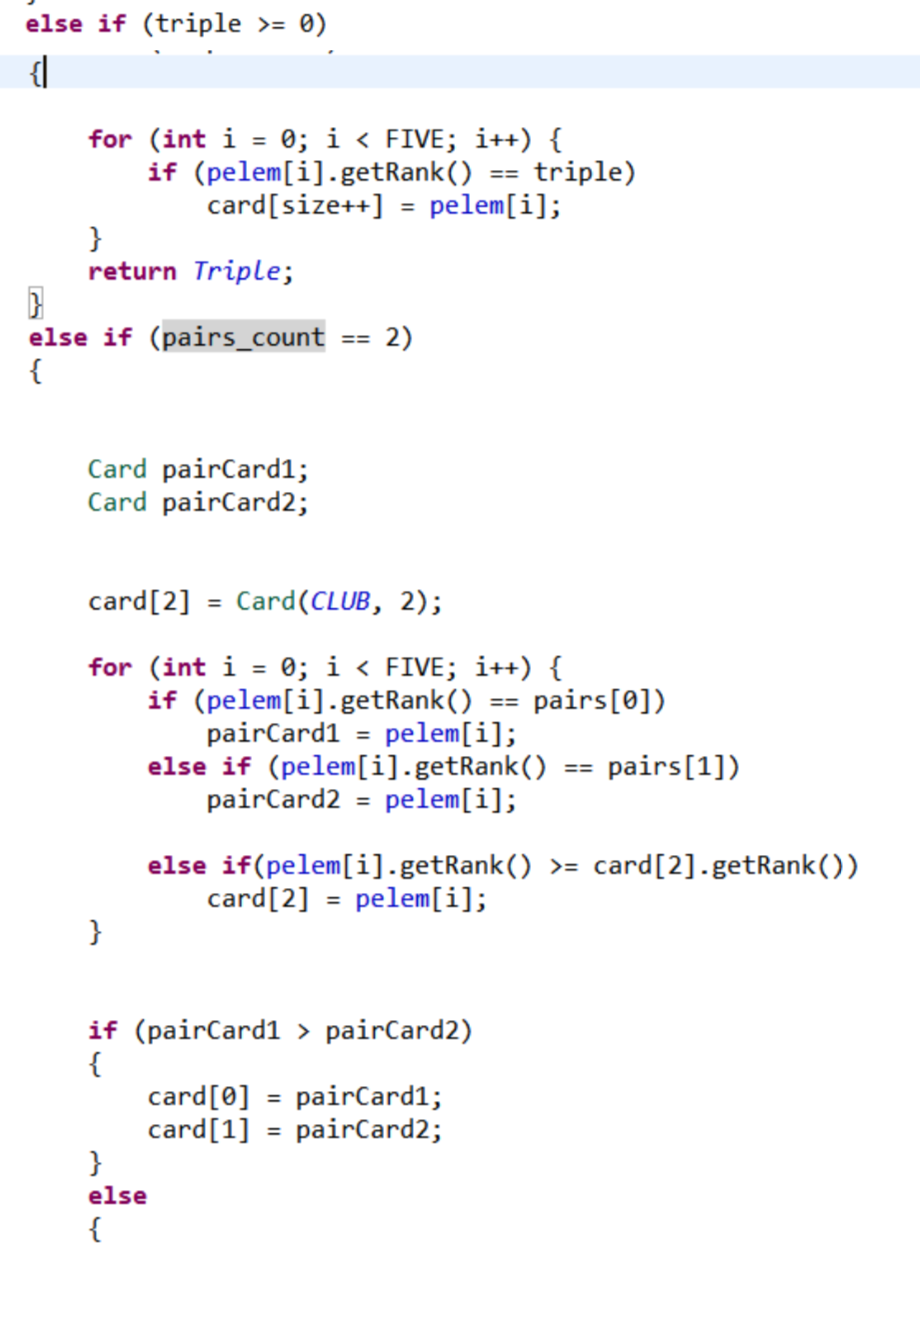 else if (triple >= 0)
{
for (int i = 0; i < FIVE; i++) {
if (pelem[i].getRank() == triple)
card[size++] = pelem[i];
}
return Triple;
}
else if (pairs_count == 2)
{
Card pairCard1;
Card pairCard2;
card[2] = Card(CLUB, 2);
for (int i = 0; i < FIVE; i++) {
if (pelem[i].getRank() == pairs[0])
pairCard1 = pelem[i];
else if (pelem[i].getRank() == pairs[1])
pairCard2 = pelem[i];
else if(pelem[i].getRank() >= card[2].getRank())
card[2] = pelem[i];
}
if (pairCard1 > pairCard2)
{
card[0] = pairCard1;
card[1] = pairCard2;
}
else
{